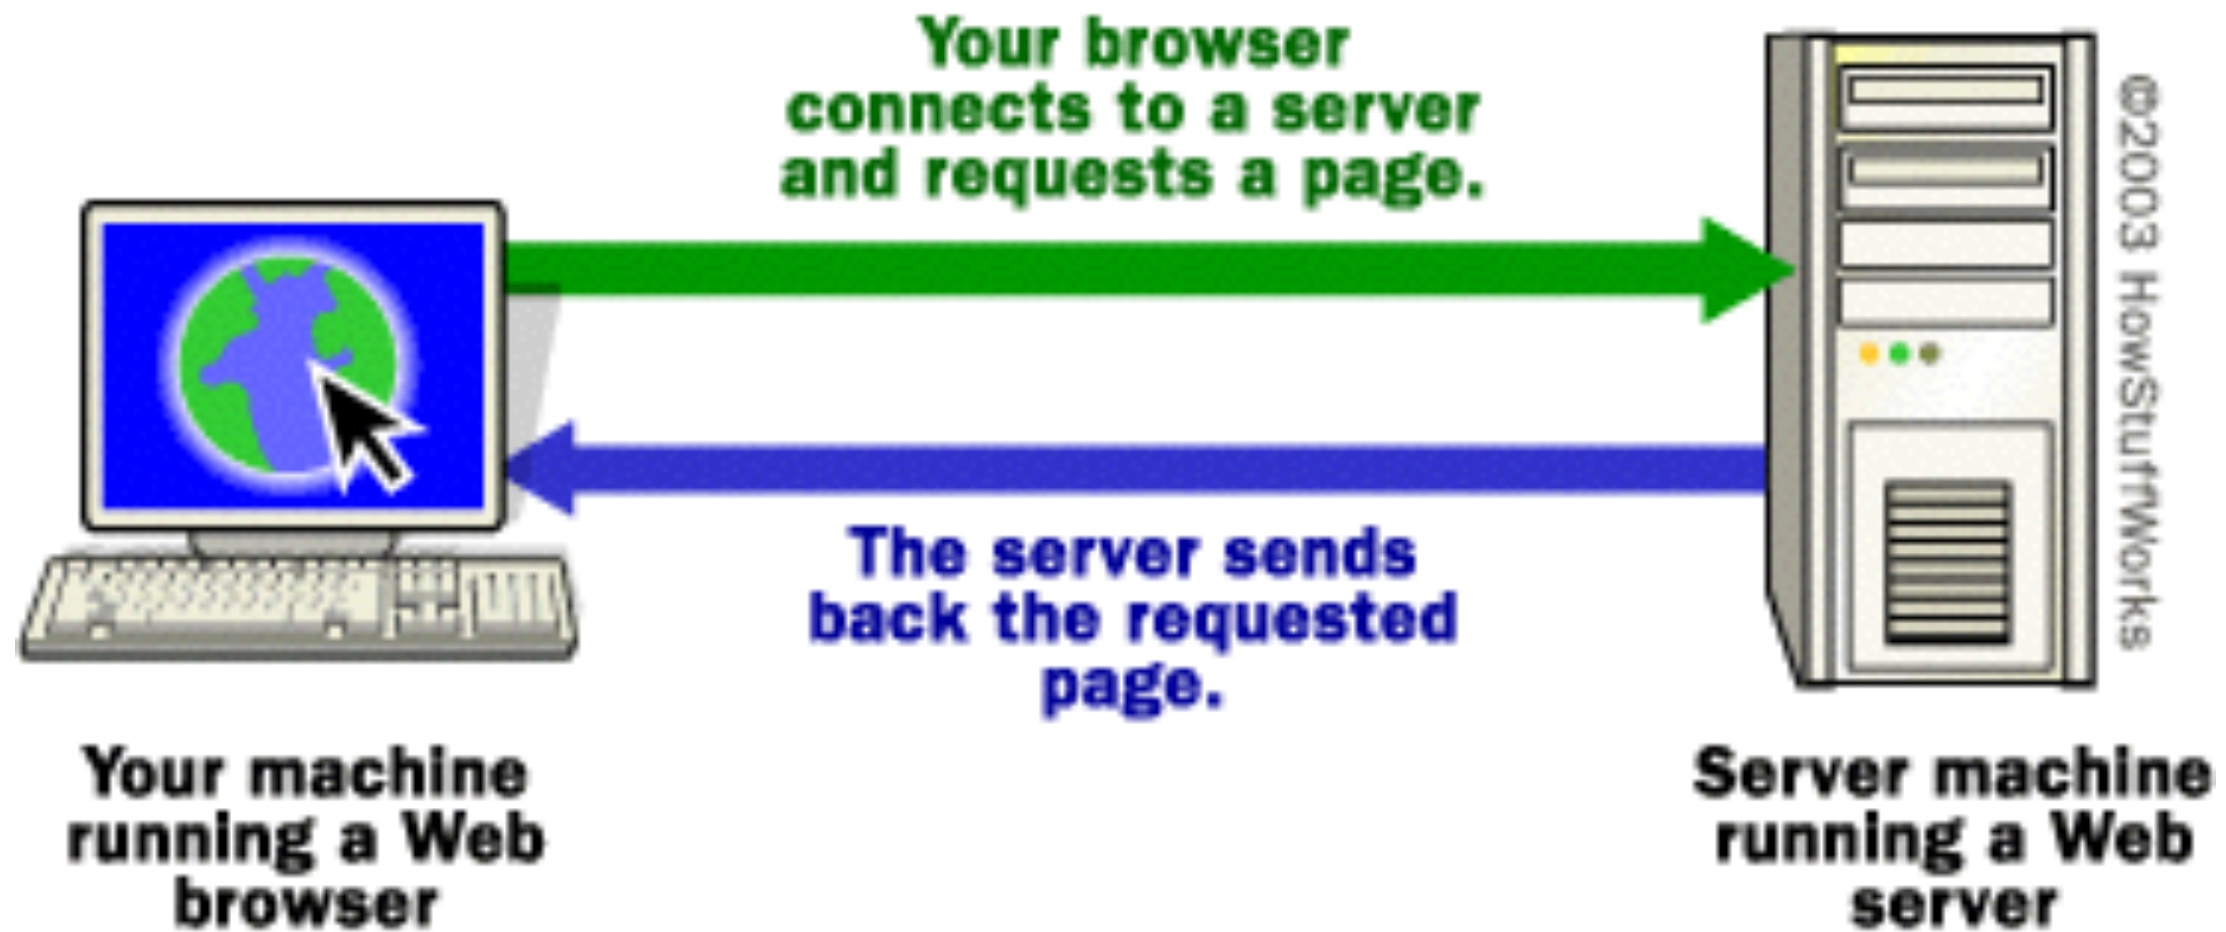 Your browser
connects to a server
and requests a page.
The server sends
back the requested
page.
Your machine
running a Web
browser
Server machine
running a Web
server
©2003 HowStuffWorks